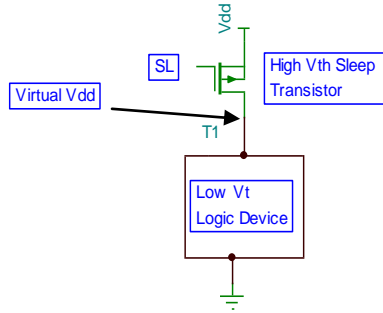 Vdd
SL
High Vth Sleep
Transistor
Virtual Vdd
T1
Low Vt
Logic Device